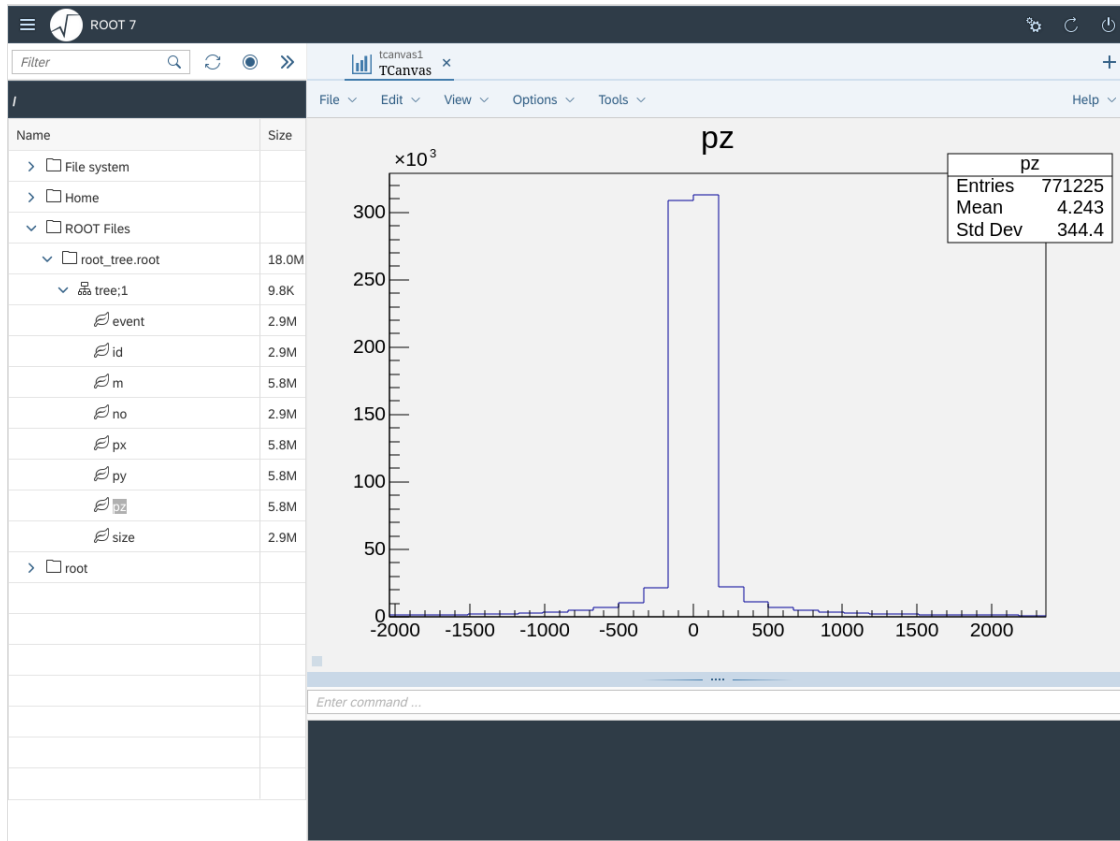 ROOT 7
Filter
tcanvas1
TCanvas
/
File Edit View Options Tools Help
Name Size
File system
Home
ROOT Files
root_tree.root 18.0M
tree;1 9.8K
event 2.9M
id 2.9M
m 5.8M
no 2.9M
px 5.8M
py 5.8M
pz 5.8M
size 2.9M
root
pz
×10³
pz
Entries 771225
Mean 4.243
Std Dev 344.4
300
250
200
150
100
50
0
-2000 -1500 -1000 -500 0 500 1000 1500 2000
Enter command ...